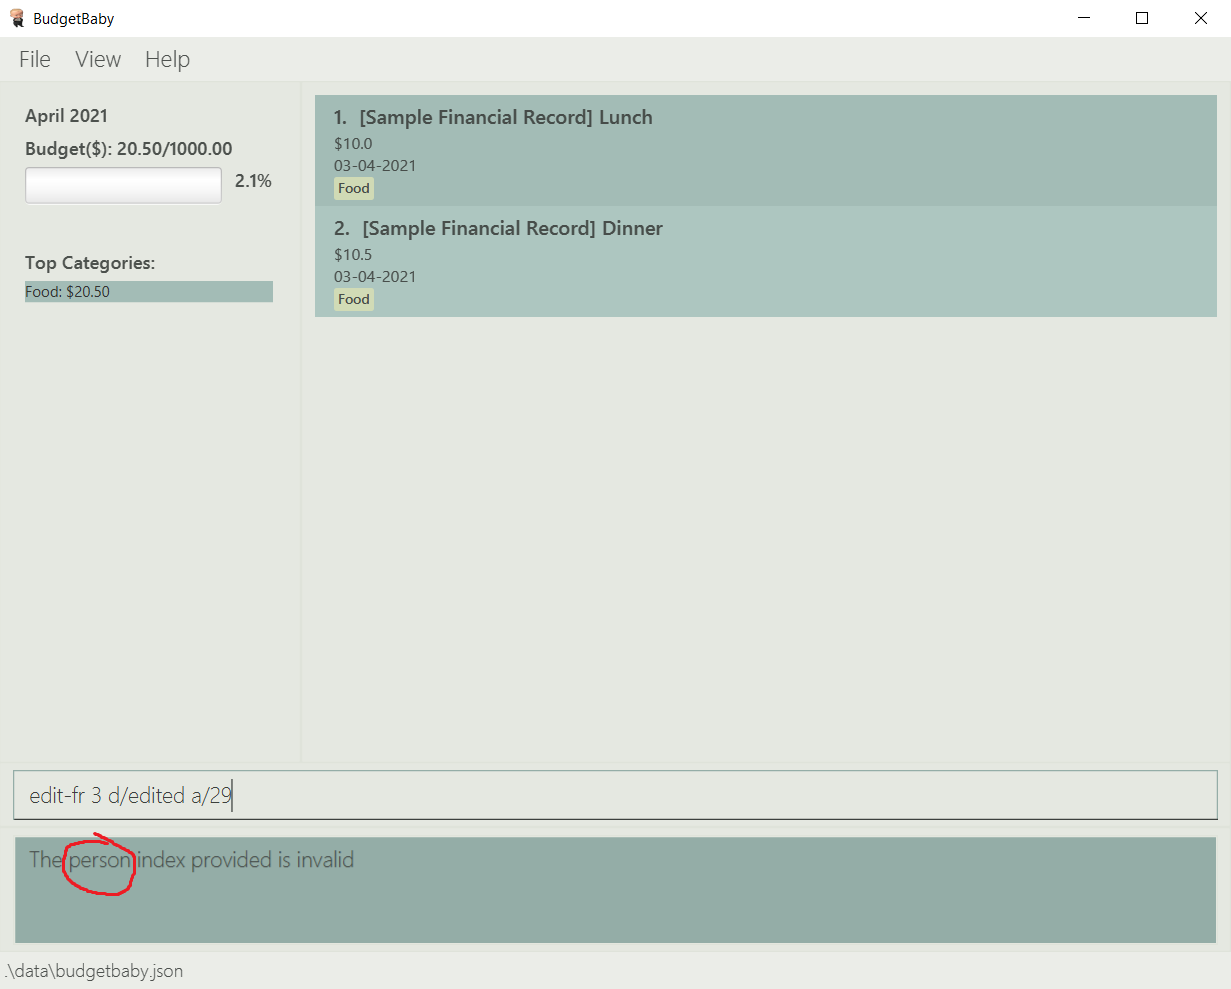 BudgetBaby
File View Help
April 2021
Budget($): 20.50/1000.00
2.1%
Top Categories:
Food: $20.50
1. [Sample Financial Record] Lunch
$10.0
03-04-2021
Food
2. [Sample Financial Record] Dinner
$10.5
03-04-2021
Food
edit-fr 3 d/edited a/29
The person index provided is invalid
.\data\budgetbaby.json